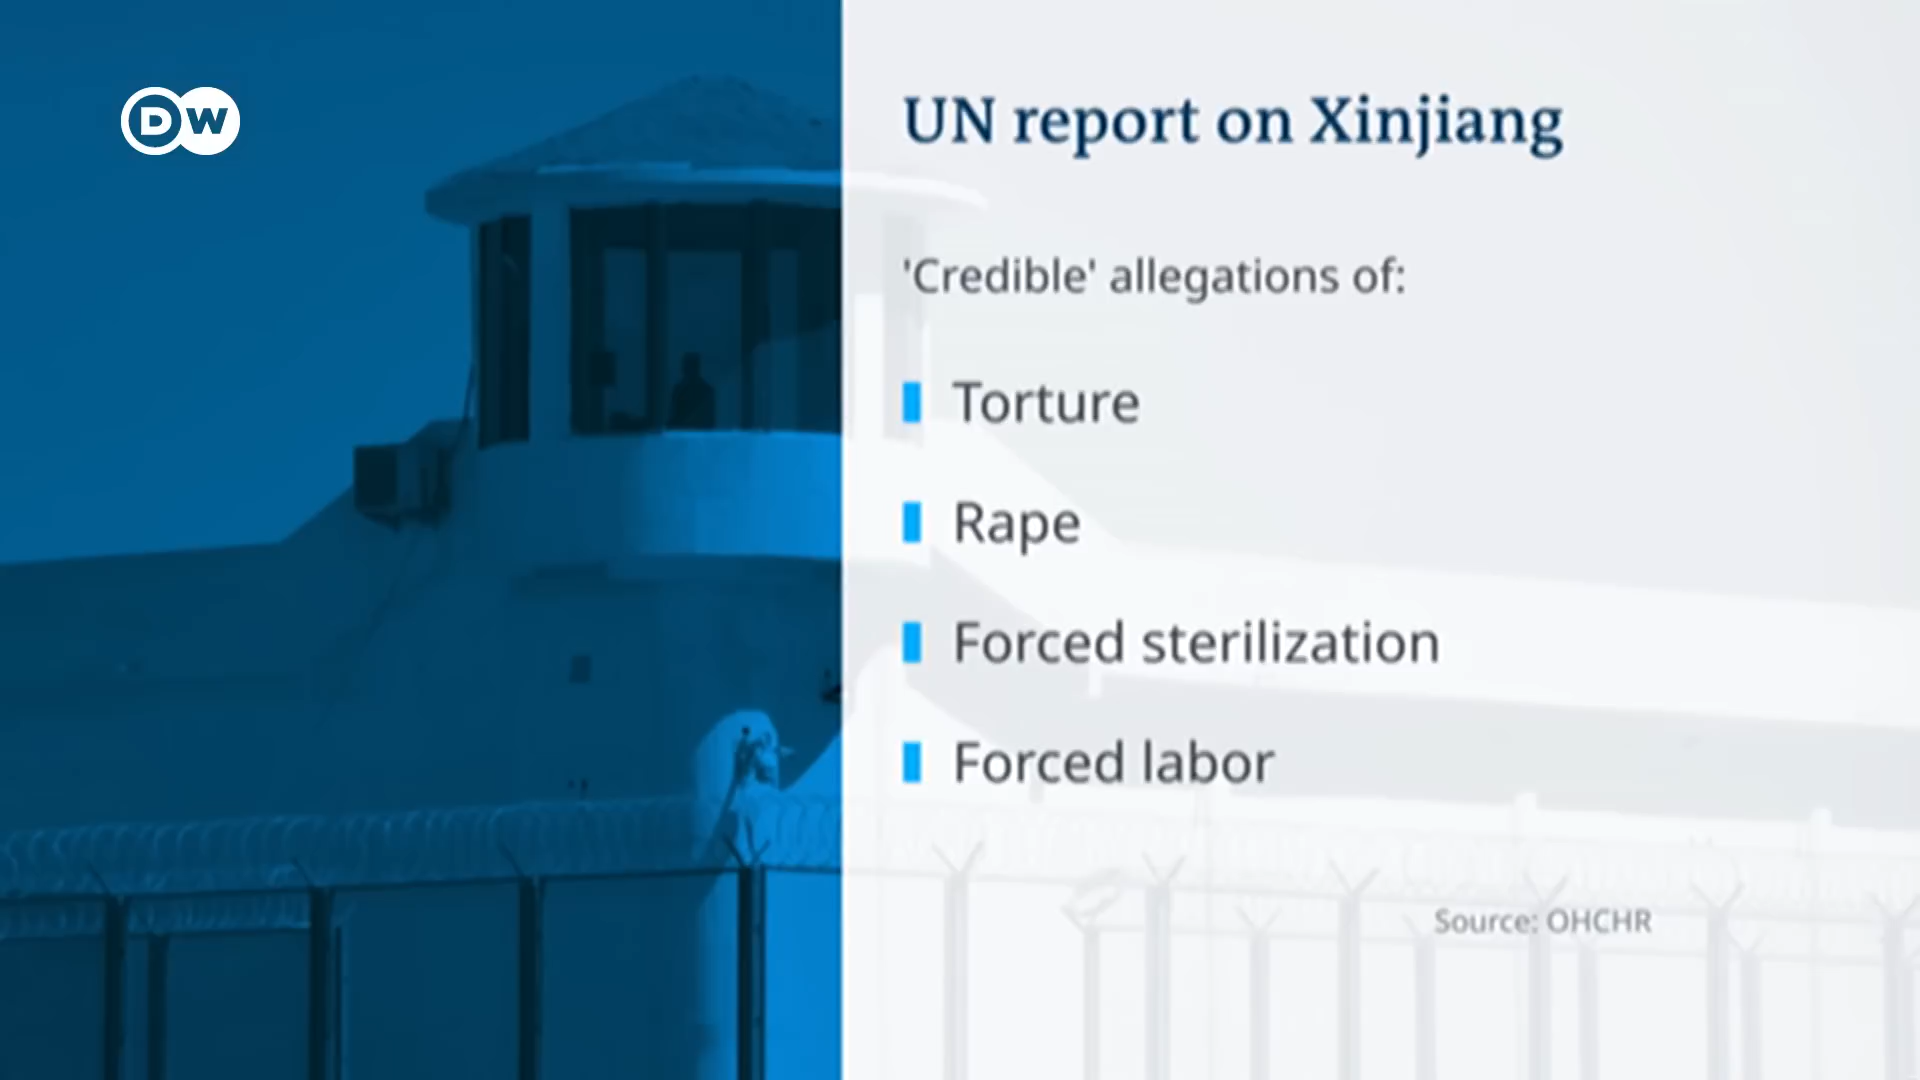 DW
UN report on Xinjiang
'Credible' allegations of:
Torture
Rape
Forced sterilization
Forced labor
Source: OHCHR